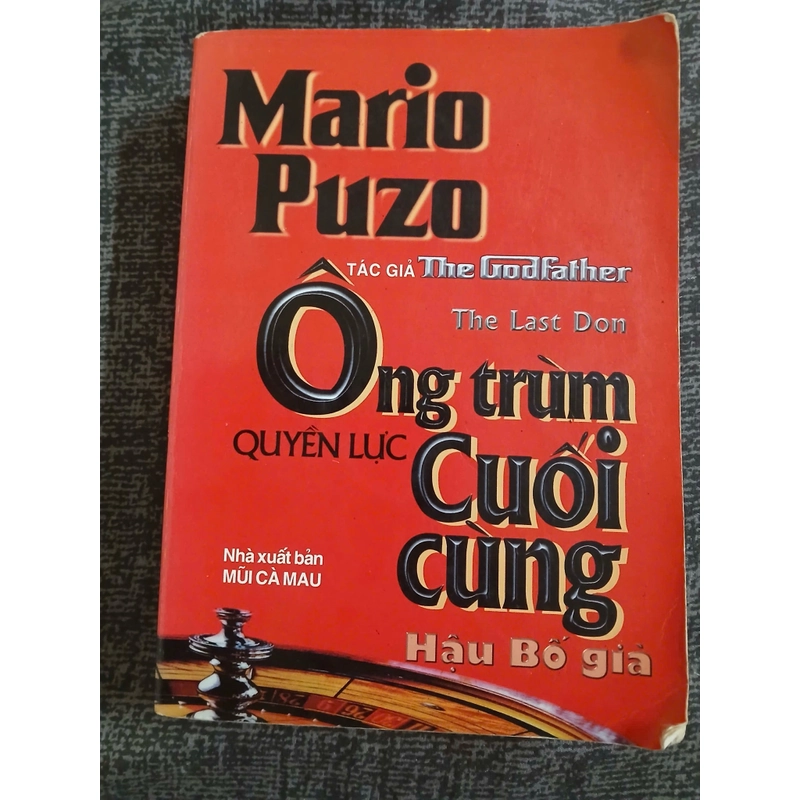 Mario
Puzo
TÁC GIẢ The Godfather
The Last Don
Ông trùm
QUYỀN LỰC
Cuối
cùng
Nhà xuất bản
MŨI CÀ MAU
Hậu Bố già